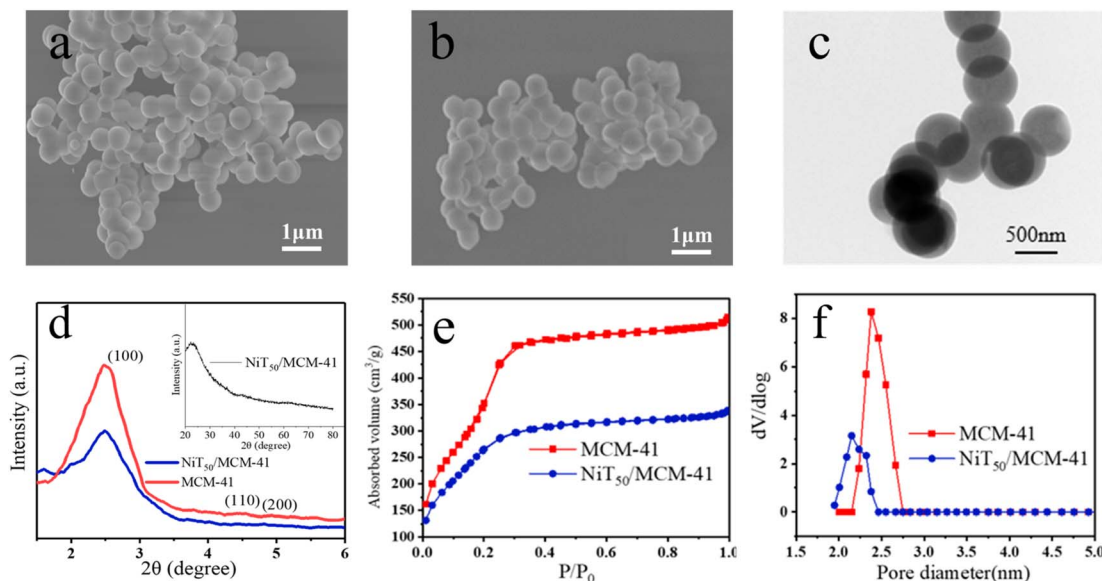 a
1μm
b
1μm
c
500nm
d
(100)
(110)
(200)
NiT50/MCM-41
MCM-41
Intensity (a.u.)
2θ (degree)
2
3
4
5
6
Intensity (a.u.)
NiT50/MCM-41
20
30
40
50
60
70
80
2θ (degree)
e
550
500
450
400
350
300
250
200
150
100
Absorbed volume (cm3/g)
MCM-41
NiT50/MCM-41
0.0
0.2
0.4
0.6
0.8
1.0
P/P0
f
8
6
4
2
0
dV/dlog
MCM-41
NiT50/MCM-41
1.5
2.0
2.5
3.0
3.5
4.0
4.5
5.0
Pore diameter(nm)